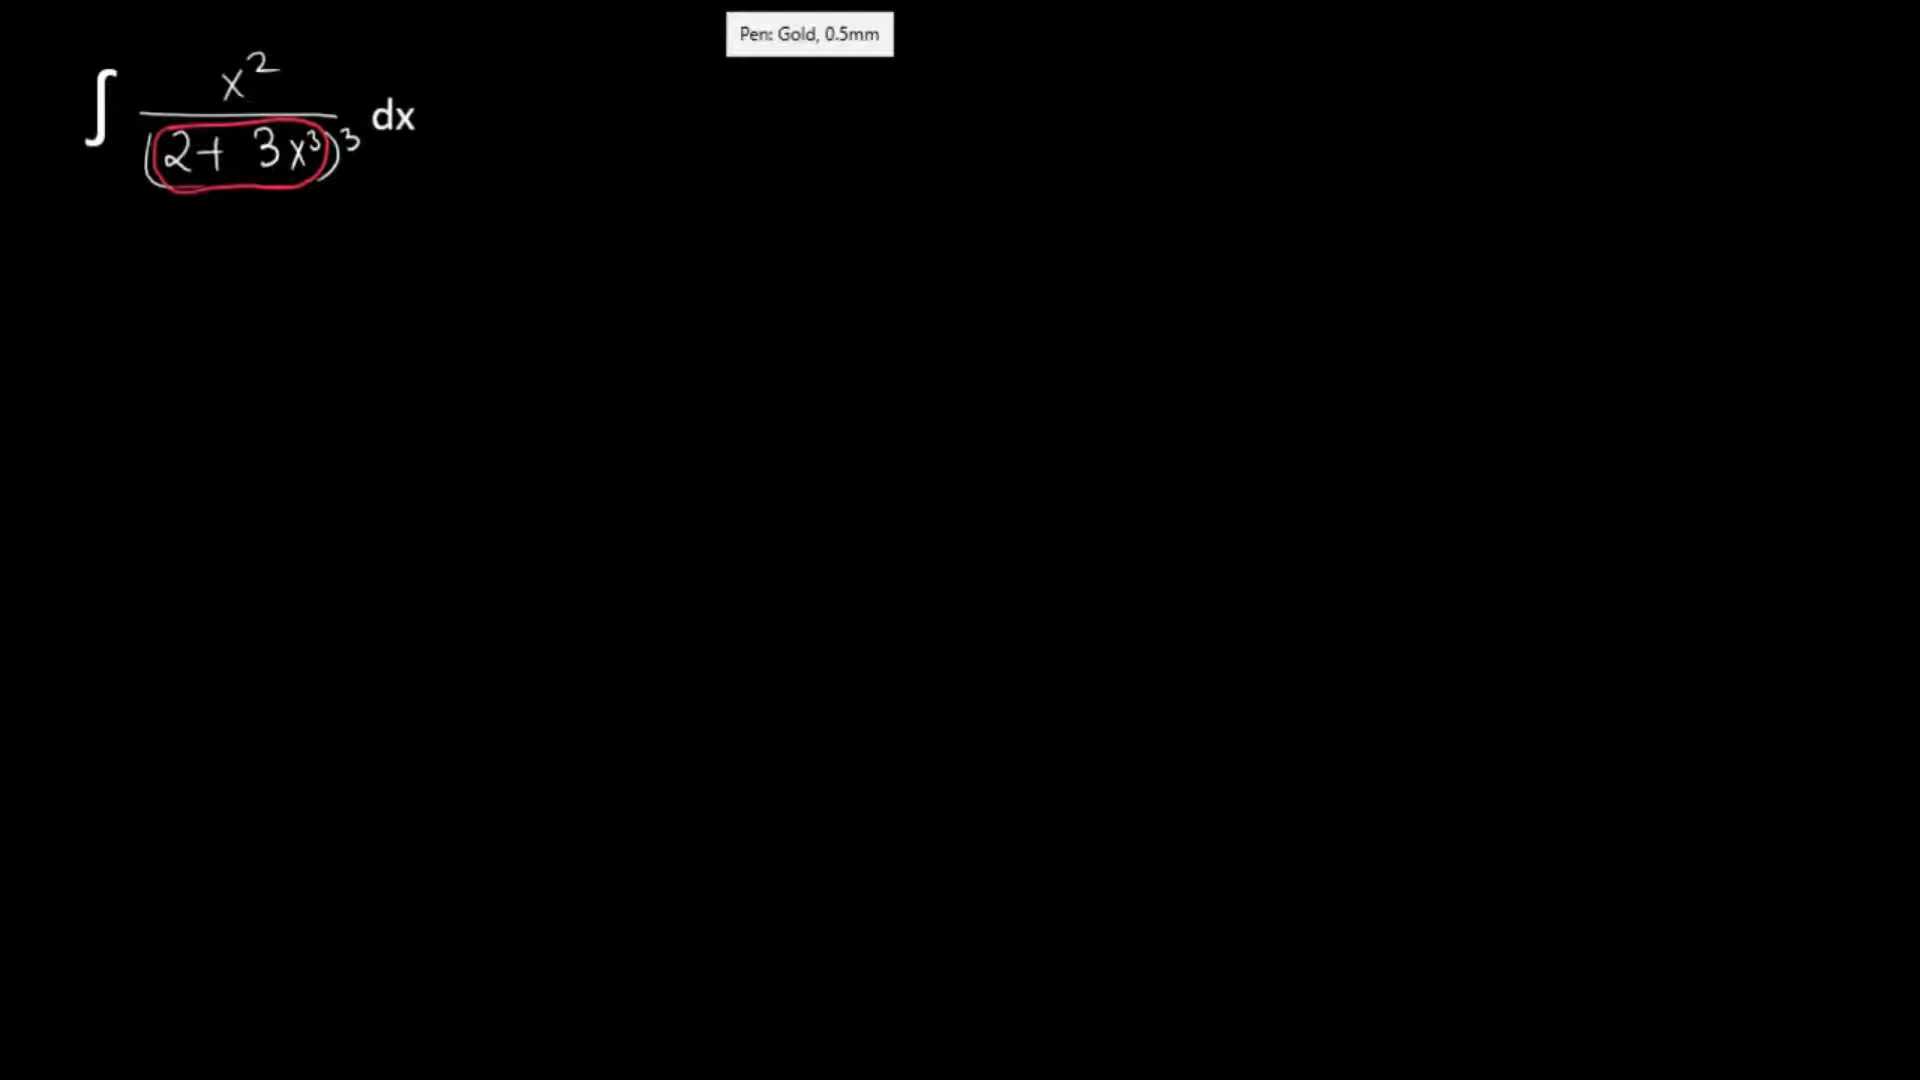 Pen: Gold, 0.5mm
∫ x² / (2 + 3x³)³ dx